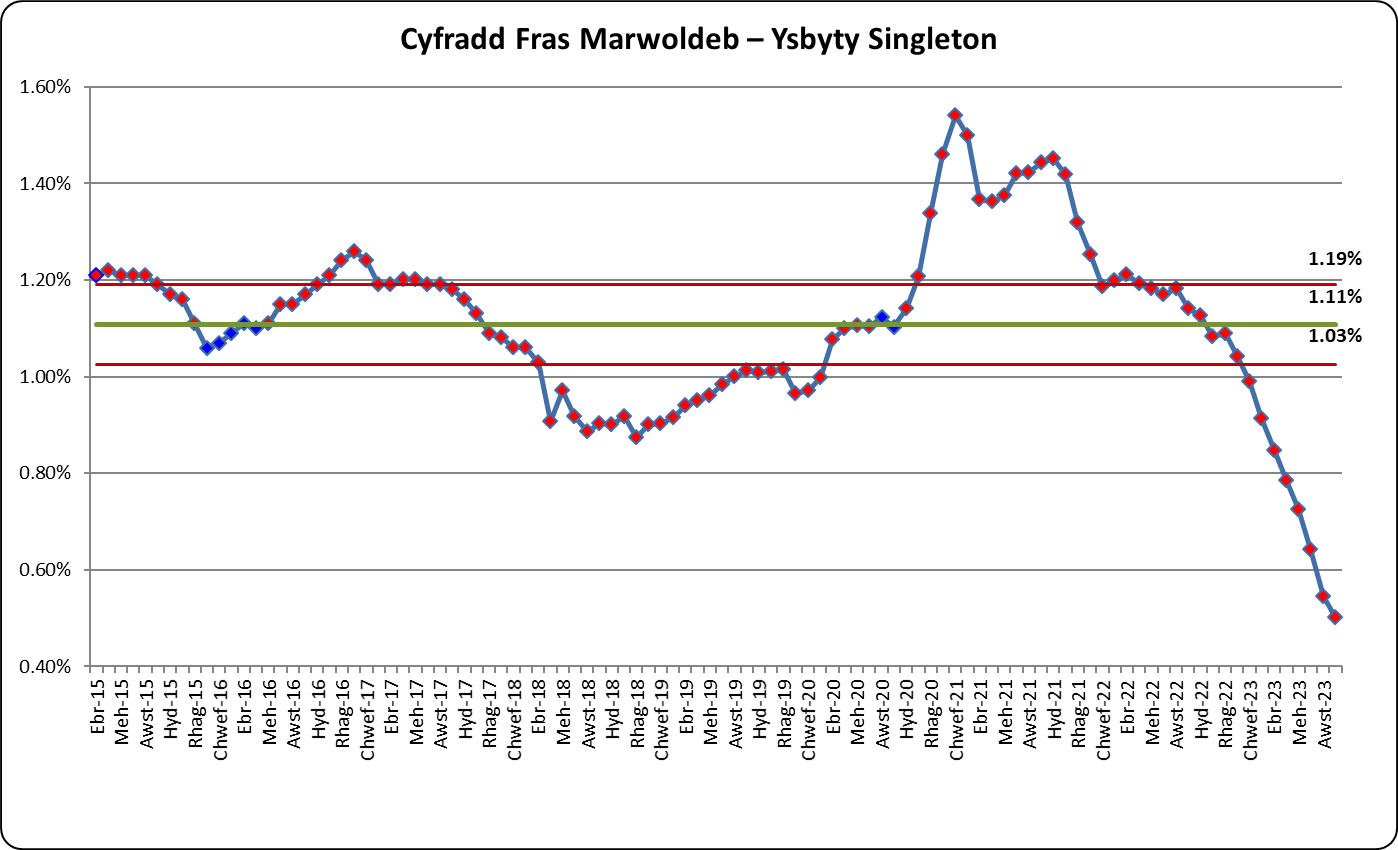 Cyfradd Fras Marwoldeb – Ysbyty Singleton
1.60%
1.40%
1.20%
1.00%
0.80%
0.60%
0.40%
1.19%
1.11%
1.03%
Ebr-15
Meh-15
Awst-15
Hyd-15
Rhag-15
Chwef-16
Ebr-16
Meh-16
Awst-16
Hyd-16
Rhag-16
Chwef-17
Ebr-17
Meh-17
Awst-17
Hyd-17
Rhag-17
Chwef-18
Ebr-18
Meh-18
Awst-18
Hyd-18
Rhag-18
Chwef-19
Ebr-19
Meh-19
Awst-19
Hyd-19
Rhag-19
Chwef-20
Ebr-20
Meh-20
Awst-20
Hyd-20
Rhag-20
Chwef-21
Ebr-21
Meh-21
Awst-21
Hyd-21
Rhag-21
Chwef-22
Ebr-22
Meh-22
Awst-22
Hyd-22
Rhag-22
Chwef-23
Ebr-23
Meh-23
Awst-23